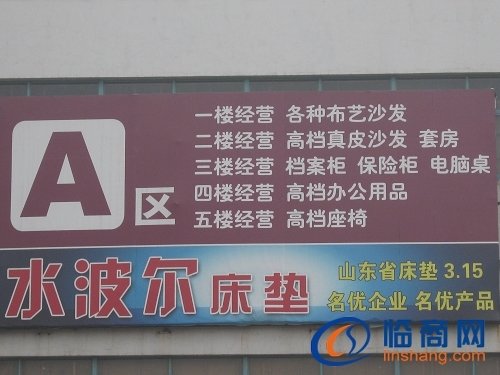 A区
一楼经营 各种布艺沙发
二楼经营 高档真皮沙发 套房
三楼经营 档案柜 保险柜 电脑桌
四楼经营 高档办公用品
五楼经营 高档座椅
水波尔床垫
山东省床垫 3.15
名优企业 名优产品
临商网
linshang.com